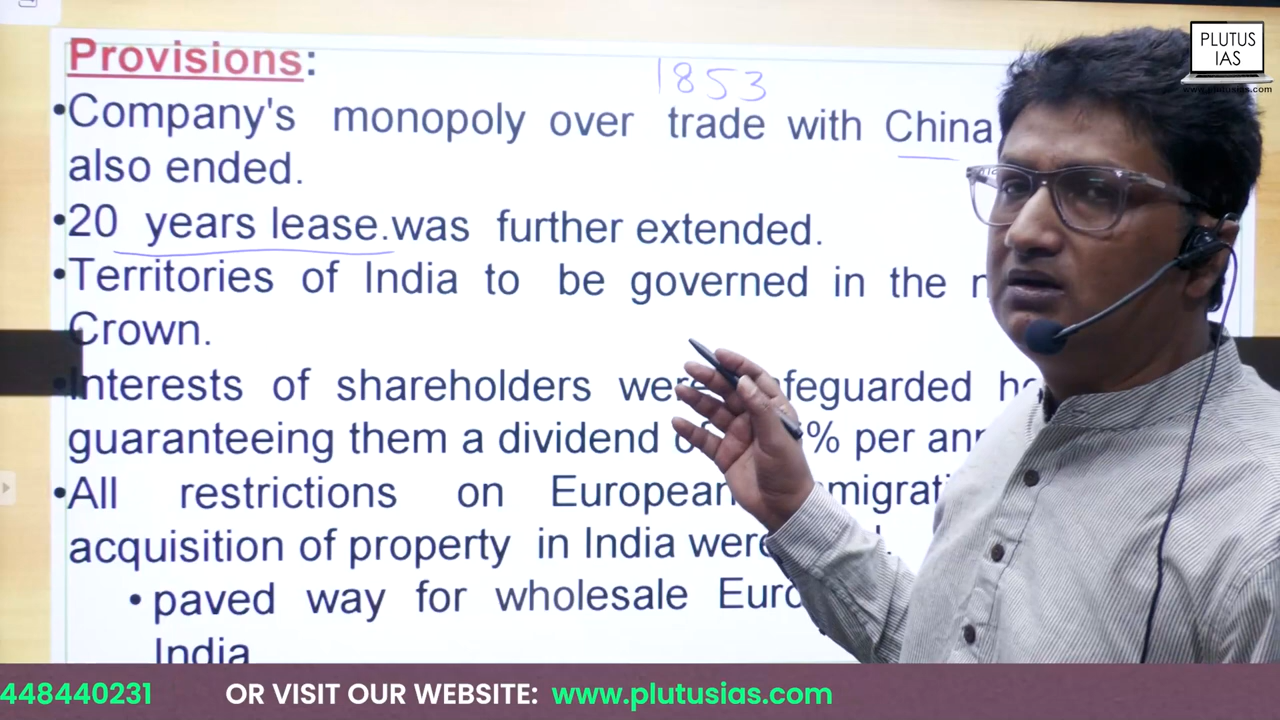 PLUTUS
IAS
www.plutusias.com
Provisions:
1853
•Company's monopoly over trade with China
also ended.
•20 years lease.was further extended.
•Territories of India to be governed in the
Crown.
•Interests of shareholders were
guaranteeing them a dividend % per
•All restrictions on European
acquisition of property in India were
• paved way for wholesale
India
448440231 OR VISIT OUR WEBSITE: www.plutusias.com